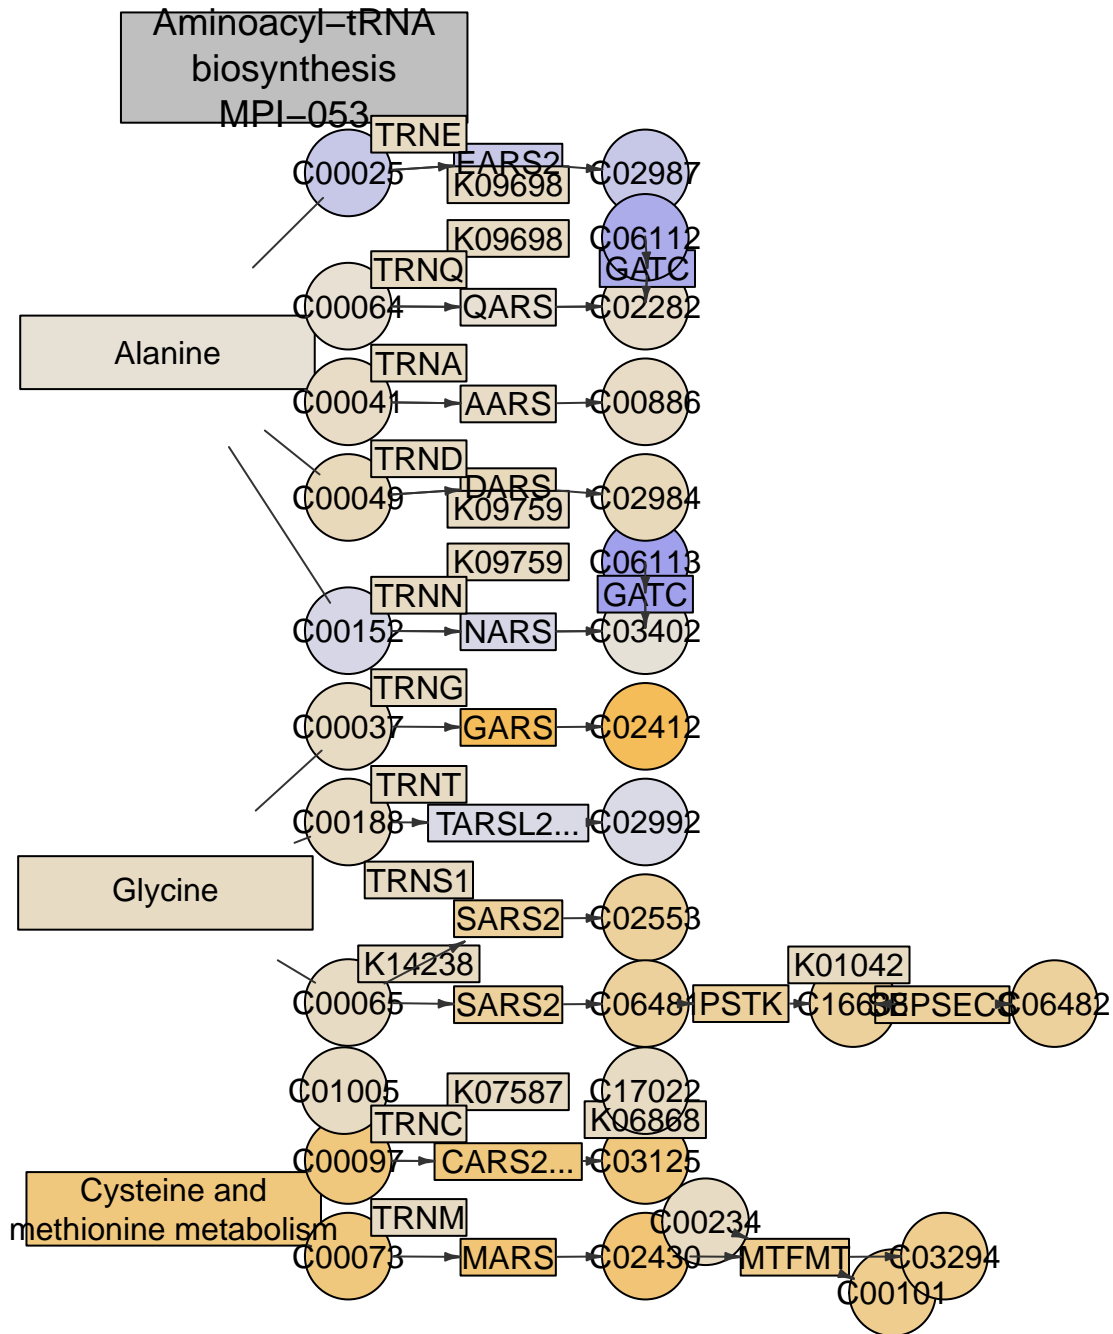 Aminoacyl−tRNA
biosynthesis
MPI−053
TRNE
C00025
EARS2
C02987
K09698
K09698
C06112
TRNQ
GATC
C00064
QARS
C02282
Alanine
TRNA
C00041
AARS
C00886
TRND
C00049
DARS
C02984
K09759
K09759
C06113
TRNN
GATC
C00152
NARS
C03402
TRNG
C00037
GARS
C02412
TRNT
C00188
TARSL2...
C02992
TRNS1
Glycine
SARS2
C02553
K14238
K01042
C00065
SARS2
C06481
PSTK
SEPSECS
C06482
C01005
K07587
C17022
TRNC
K06868
C00097
CARS2...
C03125
Cysteine and
methionine metabolism
TRNM
C00234
C00073
MARS
C02430
MTFMT
C03294
C00101